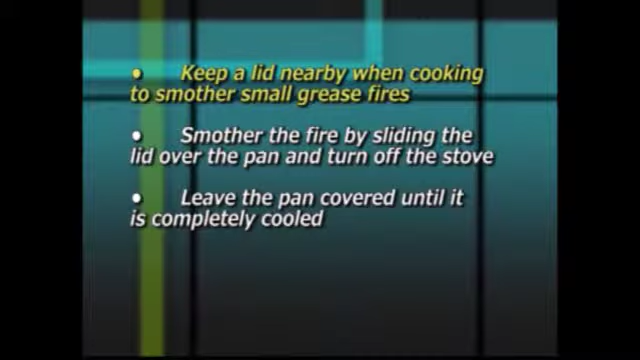 • Keep a lid nearby when cooking
to smother small grease fires
• Smother the fire by sliding the
lid over the pan and turn off the stove
• Leave the pan covered until it
is completely cooled